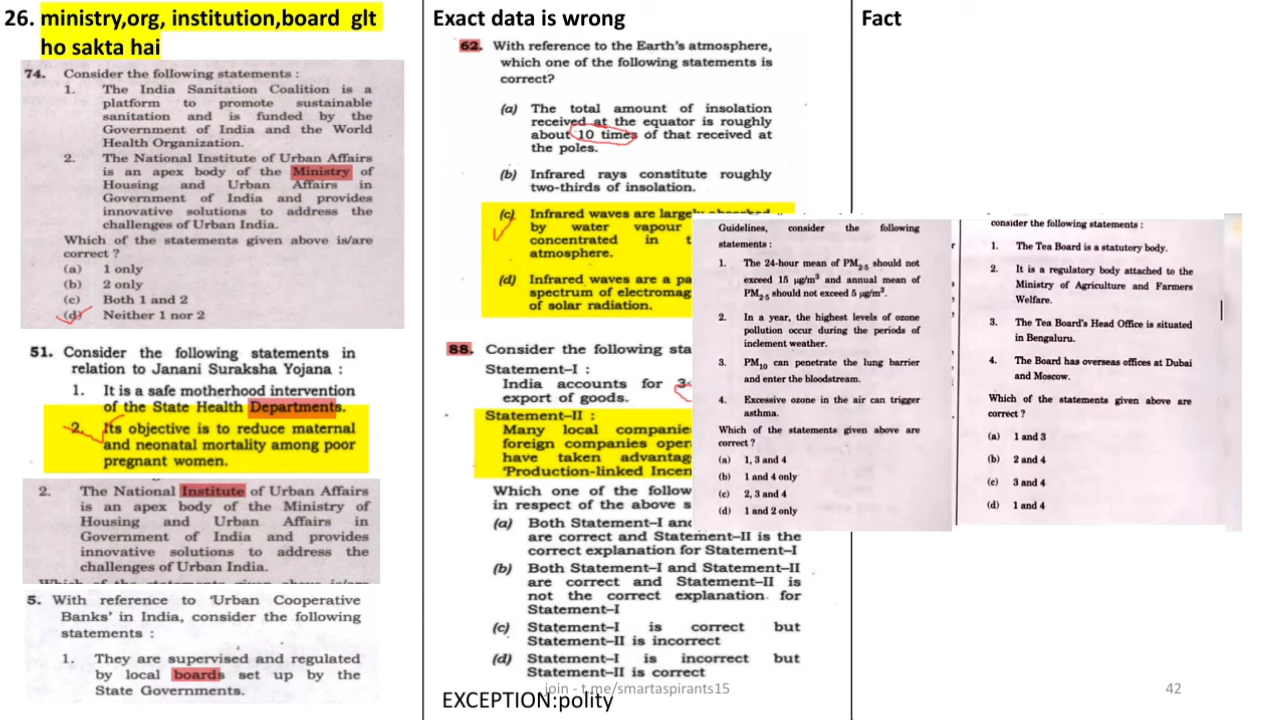 26. ministry,org, institution,board glt
ho sakta hai
74. Consider the following statements :
1. The India Sanitation Coalition is a
platform to promote sustainable
sanitation and is funded by the
Government of India and the World
Health Organization.
2. The National Institute of Urban Affairs
is an apex body of the Ministry of
Housing and Urban Affairs in
Government of India and provides
innovative solutions to address the
challenges of Urban India.
Which of the statements given above is/are
correct ?
(a) 1 only
(b) 2 only
(c) Both 1 and 2
(d) Neither 1 nor 2
51. Consider the following statements in
relation to Janani Suraksha Yojana :
1. It is a safe motherhood intervention
of the State Health Departments.
2. Its objective is to reduce maternal
and neonatal mortality among poor
pregnant women.
2. The National Institute of Urban Affairs
is an apex body of the Ministry of
Housing and Urban Affairs in
Government of India and provides
innovative solutions to address the
challenges of Urban India.
5. With reference to 'Urban Cooperative
Banks' in India, consider the following
statements :
1. They are supervised and regulated
by local boards set up by the
State Governments.
Exact data is wrong
62. With reference to the Earth's atmosphere,
which one of the following statements is
correct?
(a) The total amount of insolation
received at the equator is roughly
about 10 times of that received at
the poles.
(b) Infrared rays constitute roughly
two-thirds of insolation.
(c) Infrared waves are largely absorbed
by water vapour
concentrated in t
atmosphere.
(d) Infrared waves are a pa
spectrum of electromag
of solar radiation.
88. Consider the following sta
Statement-I :
India accounts for 3
export of goods.
Statement-II :
Many local companie
foreign companies oper
have taken advantag
'Production-linked Incen
Which one of the follow
in respect of the above s
(a) Both Statement-I and
are correct and Statement-II is the
correct explanation for Statement-I
(b) Both Statement-I and Statement-II
are correct and Statement-II is
not the correct explanation for
Statement-I
(c) Statement-I is correct but
Statement-II is incorrect
(d) Statement-I is incorrect but
Statement-II is correct
EXCEPTION:polity
join - t.me/smartaspirants15
Fact
Guidelines, consider the following
statements :
1. The 24-hour mean of PM2.5 should not
exceed 15 µg/m³ and annual mean of
PM2.5 should not exceed 5 µg/m³.
2. In a year, the highest levels of ozone
pollution occur during the periods of
inclement weather.
3. PM10 can penetrate the lung barrier
and enter the bloodstream.
4. Excessive ozone in the air can trigger
asthma.
Which of the statements given above are
correct ?
(a) 1, 3 and 4
(b) 1 and 4 only
(c) 2, 3 and 4
(d) 1 and 2 only
consider the following statements :
1. The Tea Board is a statutory body.
2. It is a regulatory body attached to the
Ministry of Agriculture and Farmers
Welfare.
3. The Tea Board's Head Office is situated
in Bengaluru.
4. The Board has overseas offices at Dubai
and Moscow.
Which of the statements given above are
correct ?
(a) 1 and 3
(b) 2 and 4
(c) 3 and 4
(d) 1 and 4
42